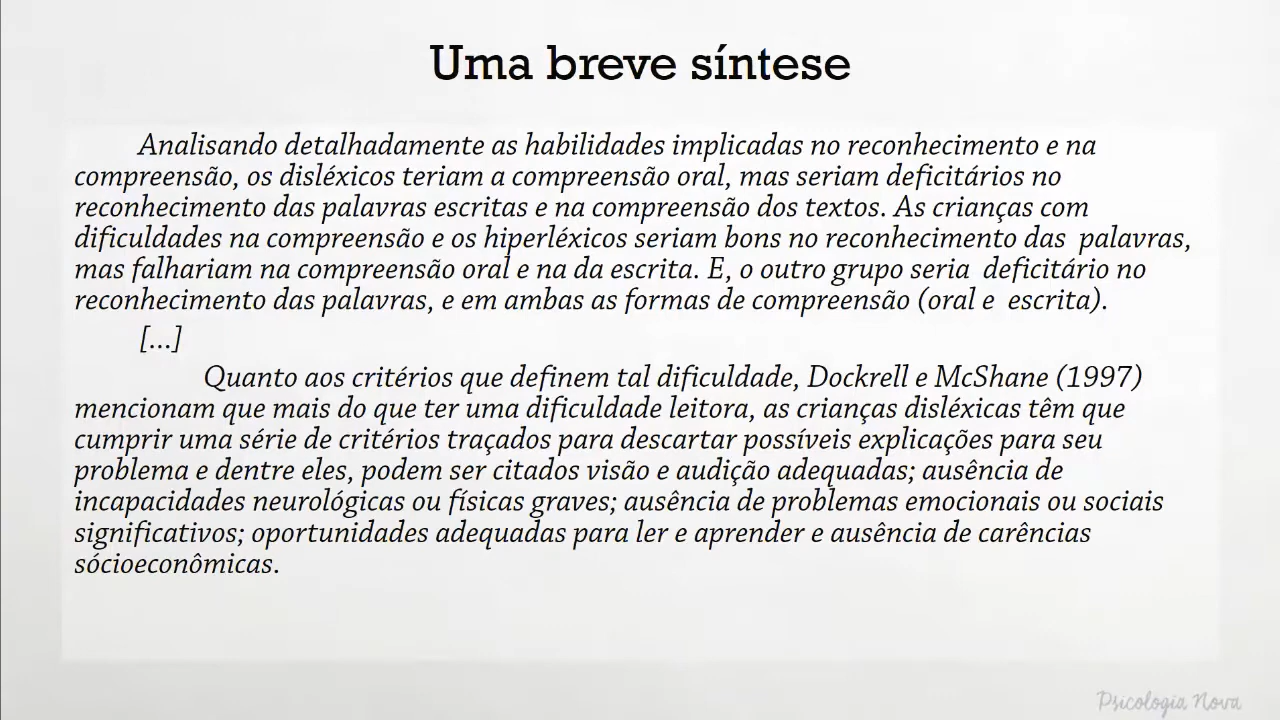 Uma breve síntese
Analisando detalhadamente as habilidades implicadas no reconhecimento e na
compreensão, os disléxicos teriam a compreensão oral, mas seriam deficitários no
reconhecimento das palavras escritas e na compreensão dos textos. As crianças com
dificuldades na compreensão e os hiperléxicos seriam bons no reconhecimento das palavras,
mas falhariam na compreensão oral e na da escrita. E, o outro grupo seria deficitário no
reconhecimento das palavras, e em ambas as formas de compreensão (oral e escrita).
[...]
Quanto aos critérios que definem tal dificuldade, Dockrell e McShane (1997)
mencionam que mais do que ter uma dificuldade leitora, as crianças disléxicas têm que
cumprir uma série de critérios traçados para descartar possíveis explicações para seu
problema e dentre eles, podem ser citados visão e audição adequadas; ausência de
incapacidades neurológicas ou físicas graves; ausência de problemas emocionais ou sociais
significativos; oportunidades adequadas para ler e aprender e ausência de carências
sócioeconômicas.
Psicologia Nova